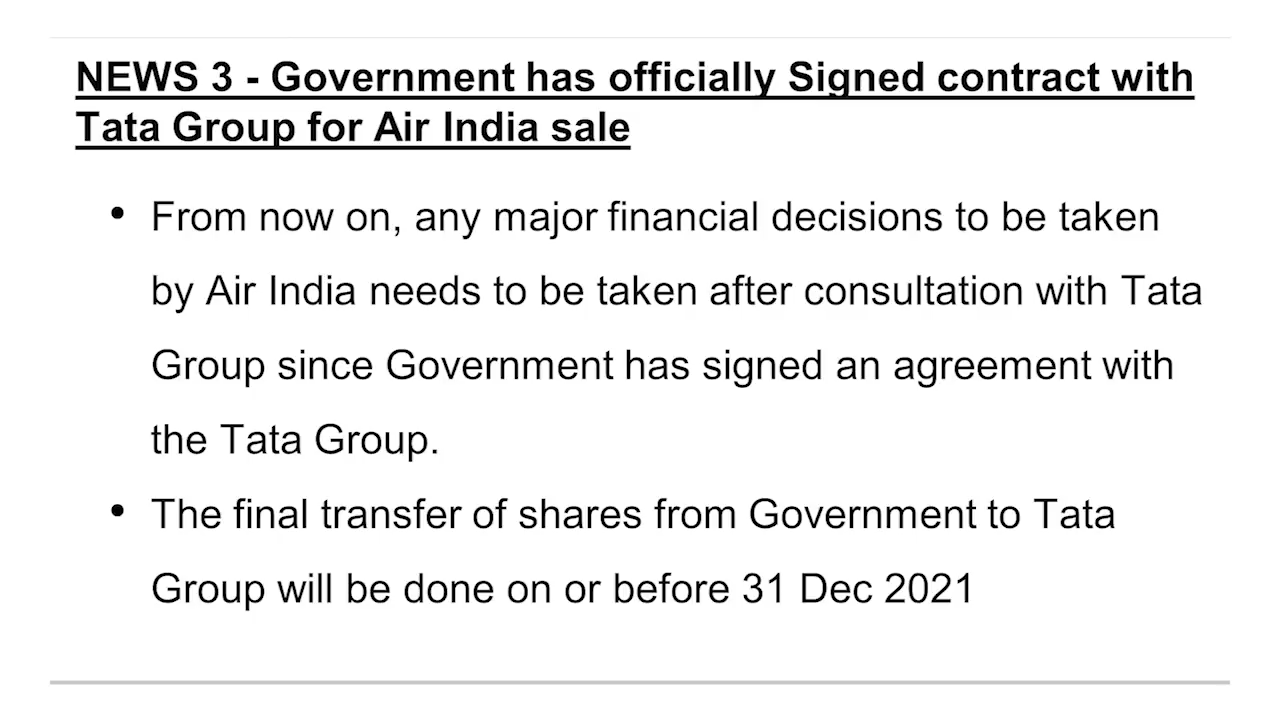 NEWS 3 - Government has officially Signed contract with
Tata Group for Air India sale
• From now on, any major financial decisions to be taken
by Air India needs to be taken after consultation with Tata
Group since Government has signed an agreement with
the Tata Group.
• The final transfer of shares from Government to Tata
Group will be done on or before 31 Dec 2021